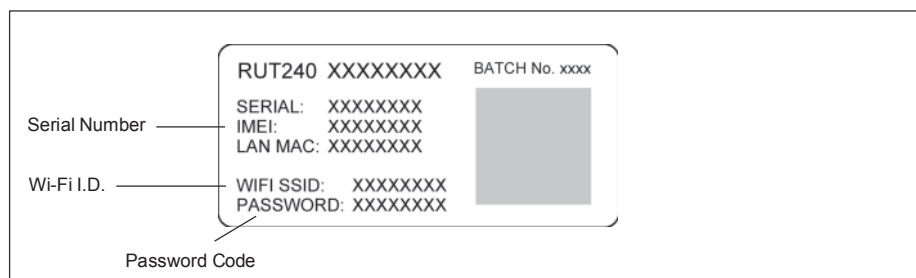 RUT240 XXXXXXXX
BATCH No. xxxx
SERIAL: XXXXXXXX
Serial Number
IMEI: XXXXXXXX
LAN MAC: XXXXXXXX
Wi-Fi I.D.
WIFI SSID: XXXXXXXX
PASSWORD: XXXXXXXX
Password Code